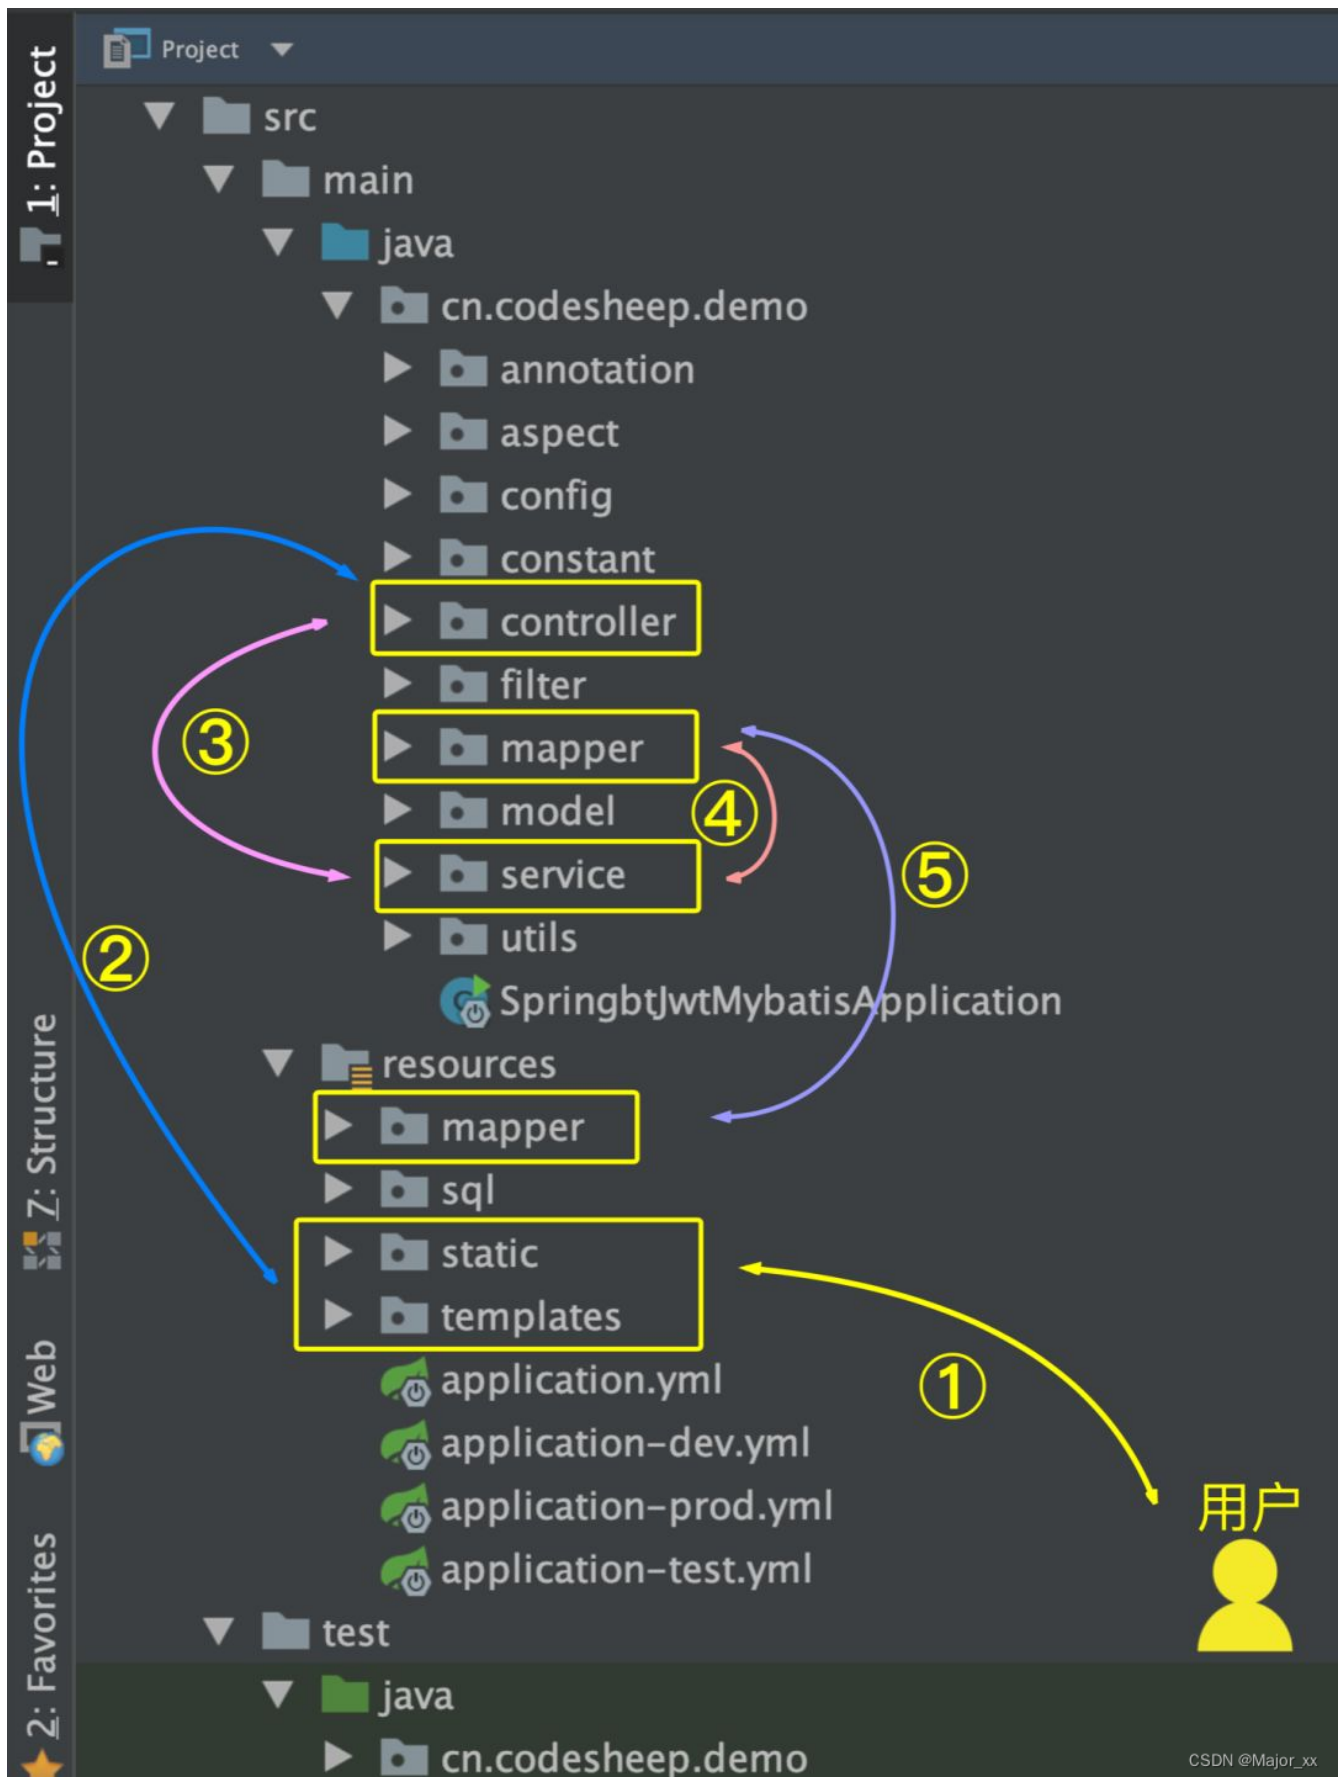 Project
src
main
java
cn.codesheep.demo
annotation
aspect
config
constant
controller
filter
mapper
model
service
utils
SpringbtJwtMybatisApplication
resources
mapper
sql
static
templates
application.yml
application-dev.yml
application-prod.yml
application-test.yml
test
java
cn.codesheep.demo
1: Project
7: Structure
Web
2: Favorites
①
②
③
④
⑤
用户
CSDN @Major_xx